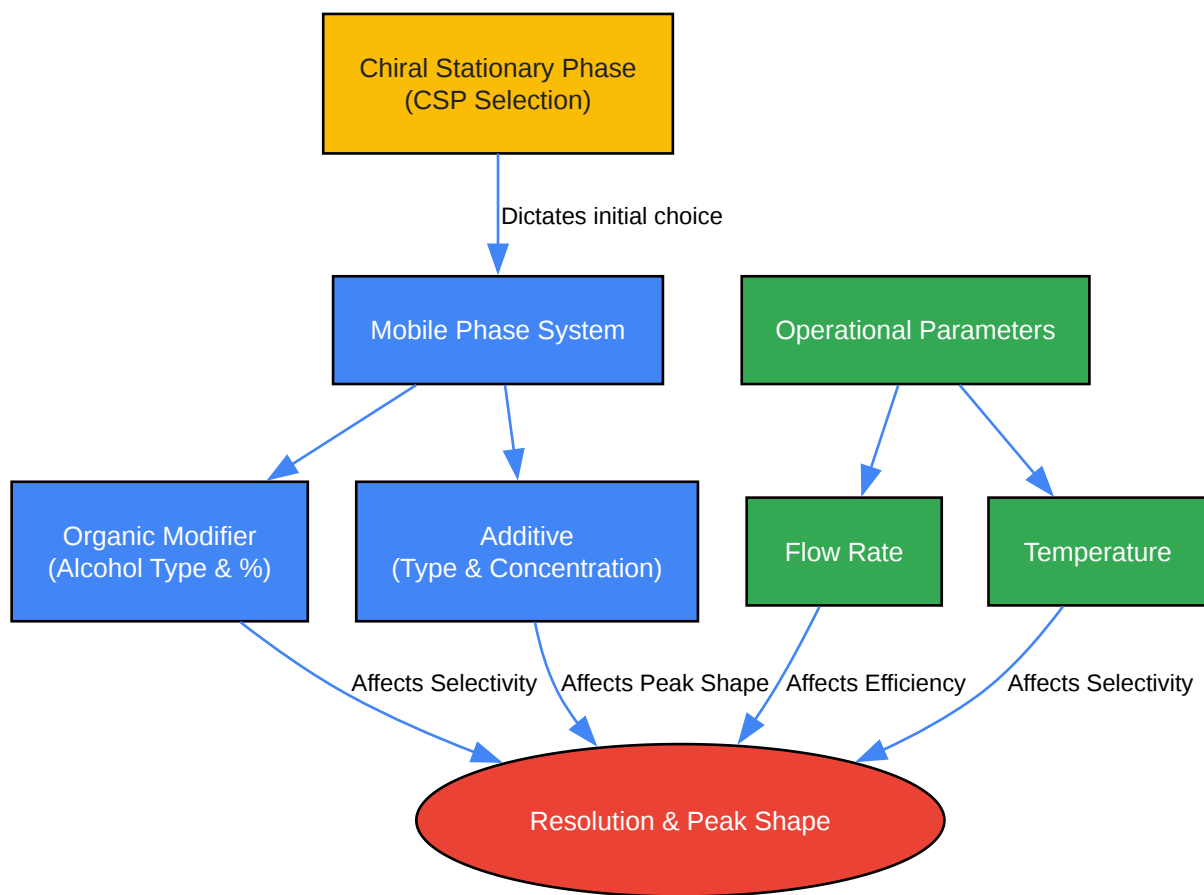 Chiral Stationary Phase
(CSP Selection)
Dictates initial choice
Mobile Phase System
Operational Parameters
Organic Modifier
(Alcohol Type & %)
Additive
(Type & Concentration)
Flow Rate
Temperature
Affects Selectivity
Affects Peak Shape
Affects Efficiency
Affects Selectivity
Resolution & Peak Shape